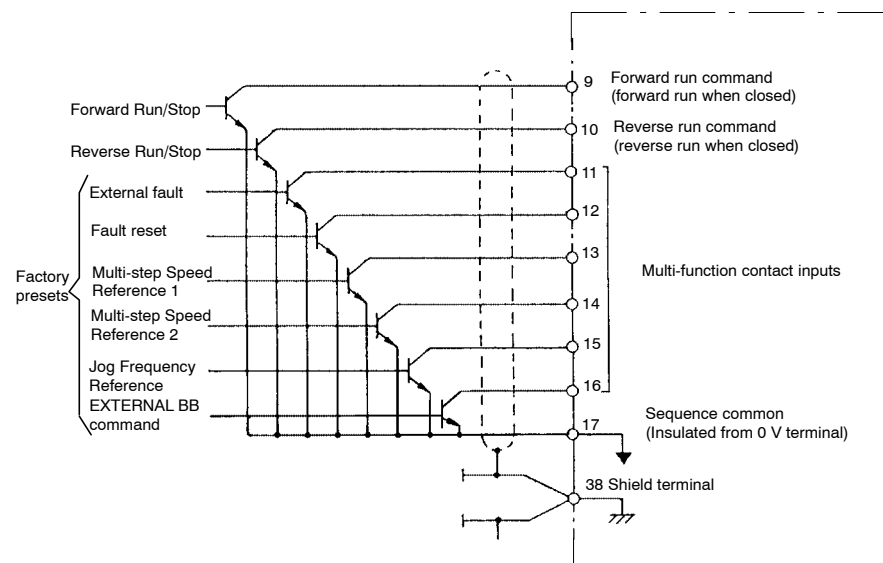 9 Forward run command
(forward run when closed)
Forward Run/Stop
10 Reverse run command
(reverse run when closed)
Reverse Run/Stop
11
External fault
12
Fault reset
13
Multi-step Speed
Reference 1
Factory
presets
Multi-function contact inputs
14
Multi-step Speed
Reference 2
15
Jog Frequency
Reference
16
EXTERNAL BB
command
17 Sequence common
(Insulated from 0 V terminal)
38 Shield terminal